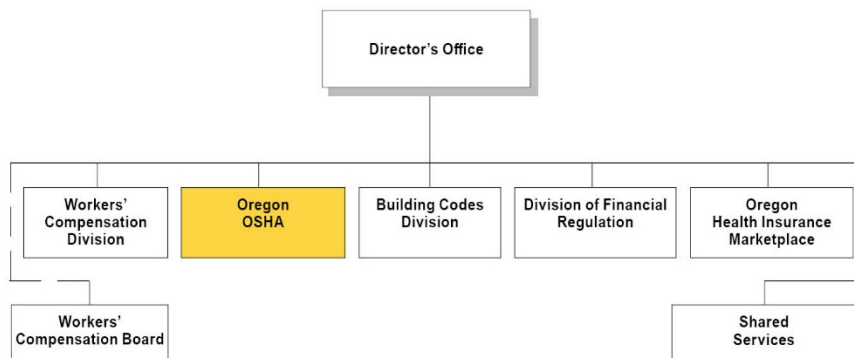 Director's Office
Workers'
Compensation
Division
Oregon
OSHA
Building Codes
Division
Division of Financial
Regulation
Oregon
Health Insurance
Marketplace
Workers'
Compensation Board
Shared
Services